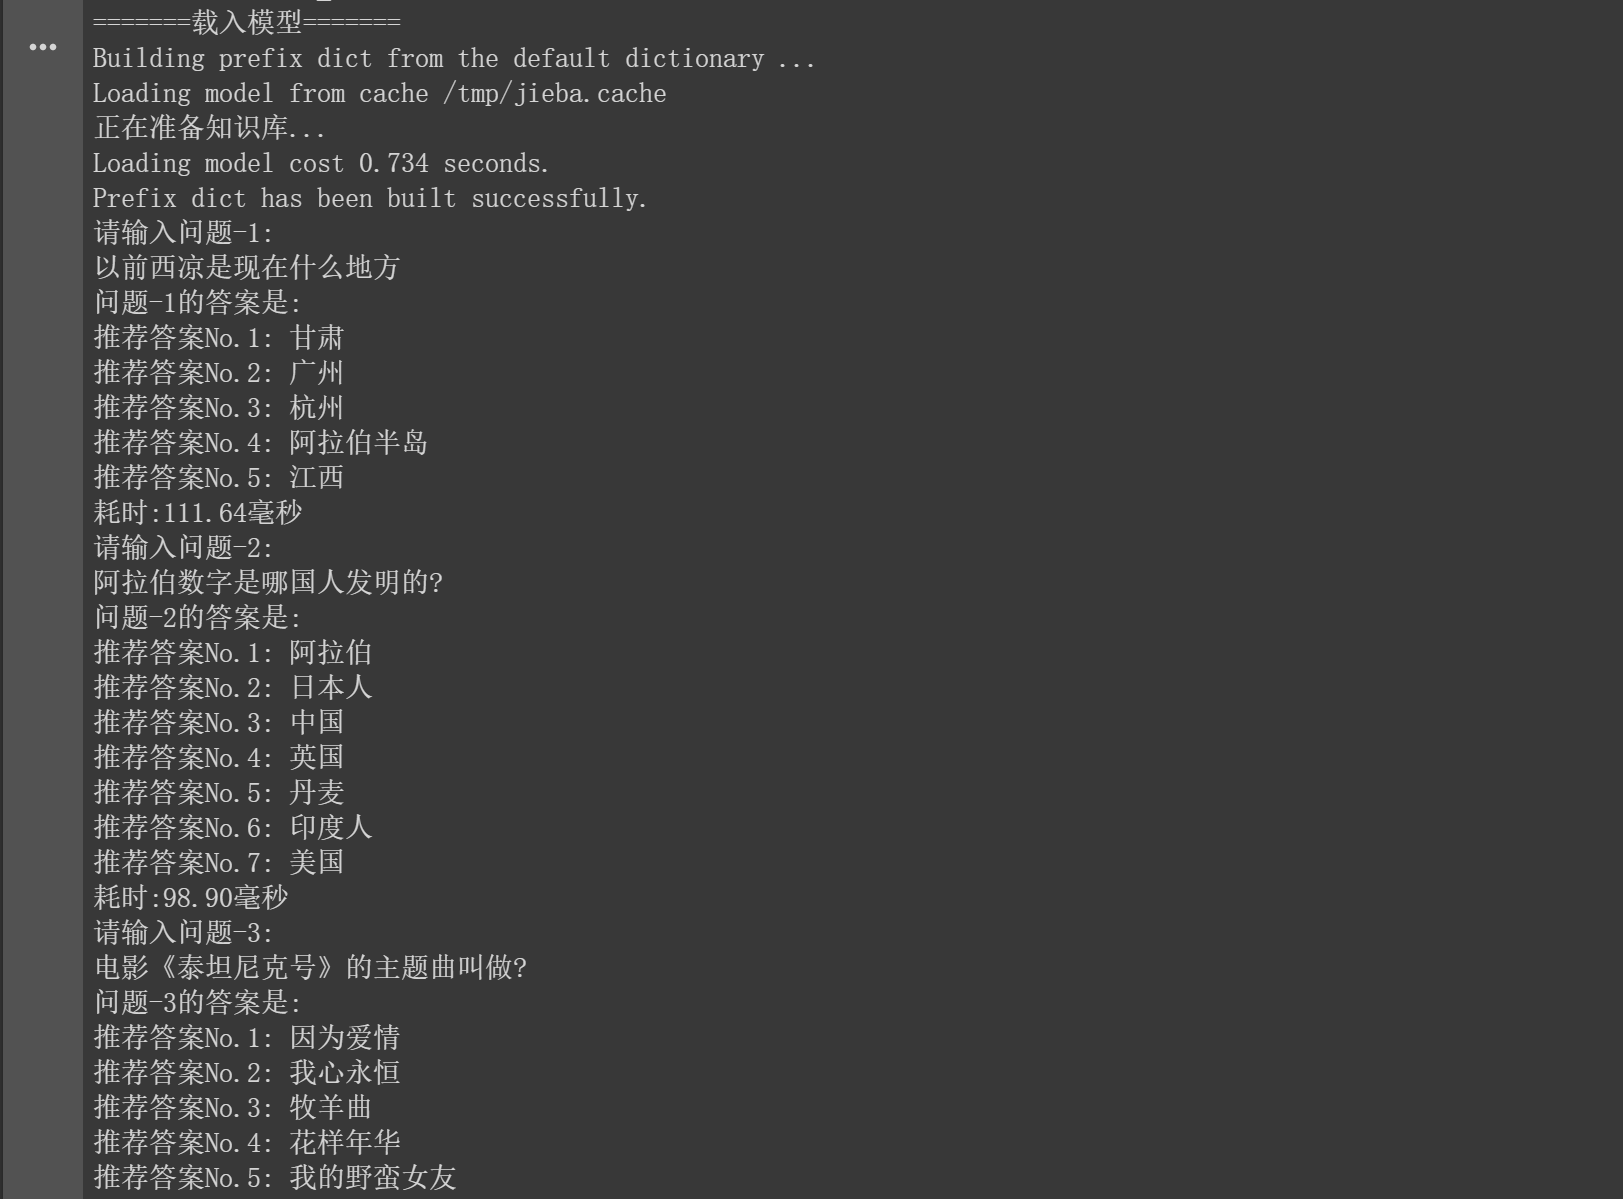 =======载入模型=======
Building prefix dict from the default dictionary ...
Loading model from cache /tmp/jieba.cache
正在准备知识库...
Loading model cost 0.734 seconds.
Prefix dict has been built successfully.
请输入问题-1:
以前西凉是现在什么地方
问题-1的答案是:
推荐答案No.1: 甘肃
推荐答案No.2: 广州
推荐答案No.3: 杭州
推荐答案No.4: 阿拉伯半岛
推荐答案No.5: 江西
耗时:111.64毫秒
请输入问题-2:
阿拉伯数字是哪国人发明的?
问题-2的答案是:
推荐答案No.1: 阿拉伯
推荐答案No.2: 日本人
推荐答案No.3: 中国
推荐答案No.4: 英国
推荐答案No.5: 丹麦
推荐答案No.6: 印度人
推荐答案No.7: 美国
耗时:98.90毫秒
请输入问题-3:
电影《泰坦尼克号》的主题曲叫做?
问题-3的答案是:
推荐答案No.1: 因为爱情
推荐答案No.2: 我心永恒
推荐答案No.3: 牧羊曲
推荐答案No.4: 花样年华
推荐答案No.5: 我的野蛮女友